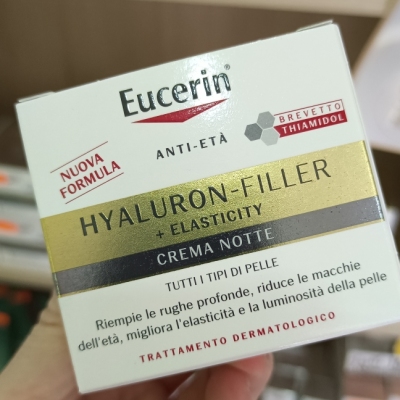 Eucerin®
ANTI-ETÀ
BREVETTO
THIAMIDOL
NUOVA
FORMULA
HYALURON-FILLER
+ ELASTICITY
CREMA NOTTE
TUTTI I TIPI DI PELLE
Riempie le rughe profonde, riduce le macchie
dell'età, migliora l'elasticità e la luminosità della pelle
TRATTAMENTO DERMATOLOGICO